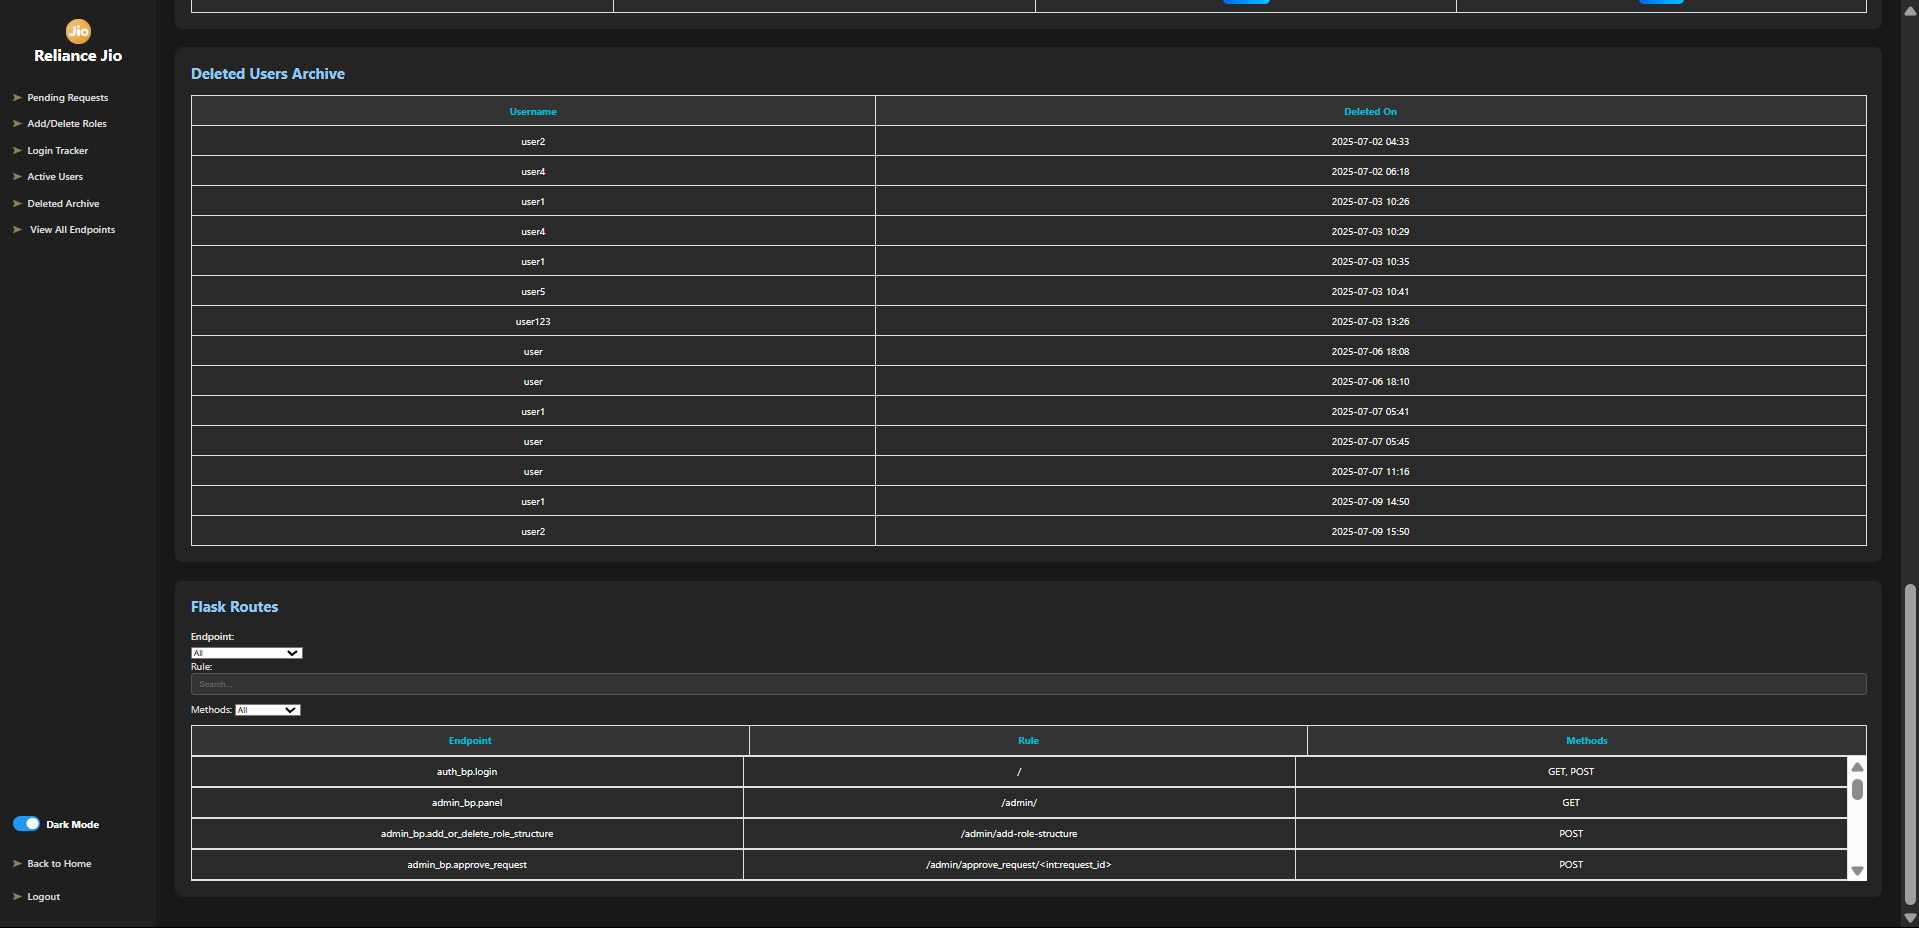 Jio
Reliance Jio
➤ Pending Requests
➤ Add/Delete Roles
➤ Login Tracker
➤ Active Users
➤ Deleted Archive
➤ View All Endpoints
Dark Mode
➤ Back to Home
➤ Logout
Deleted Users Archive
Username Deleted On
user2 2025-07-02 04:33
user4 2025-07-02 06:18
user1 2025-07-03 10:26
user4 2025-07-03 10:29
user1 2025-07-03 10:35
user5 2025-07-03 10:41
user123 2025-07-03 13:26
user 2025-07-06 18:08
user 2025-07-06 18:10
user1 2025-07-07 05:41
user 2025-07-07 05:45
user 2025-07-07 11:16
user1 2025-07-09 14:50
user2 2025-07-09 15:50
Flask Routes
Endpoint:
All
Rule:
Search...
Methods: All
Endpoint Rule Methods
auth_bp.login / GET, POST
admin_bp.panel /admin/ GET
admin_bp.add_or_delete_role_structure /admin/add-role-structure POST
admin_bp.approve_request /admin/approve_request/<int:request_id> POST